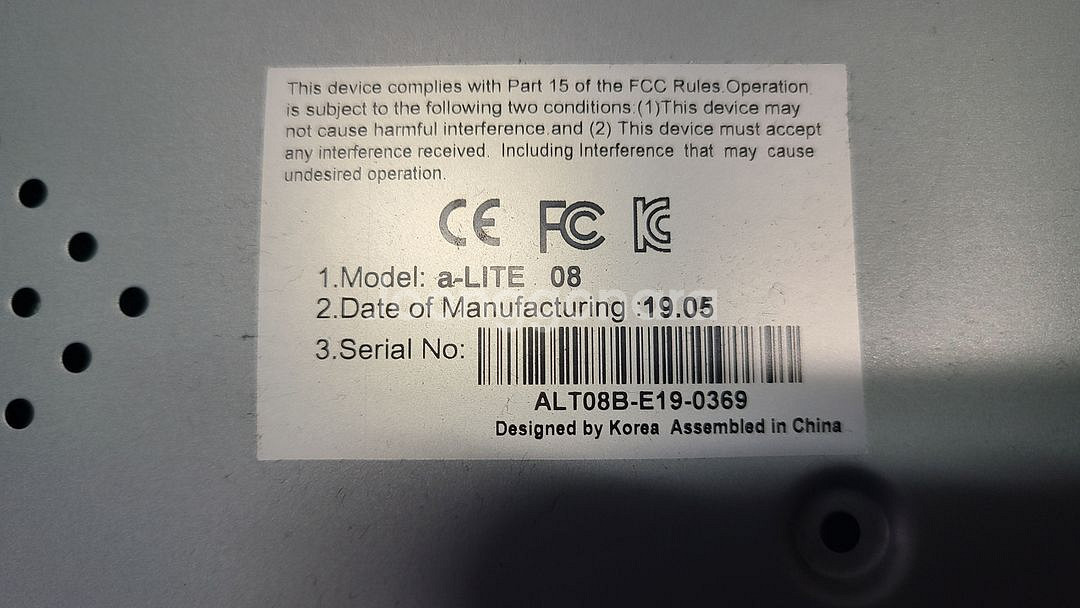 This device complies with Part 15 of the FCC Rules.Operation
is subject to the following two conditions:(1)This device may
not cause harmful interference.and (2) This device must accept
any interference received. Including Interference that may cause
undesired operation.
CE FC KC
1.Model: a-LITE 08
2.Date of Manufacturing :19.05
3.Serial No:
ALT08B-E19-0369
Designed by Korea Assembled in China